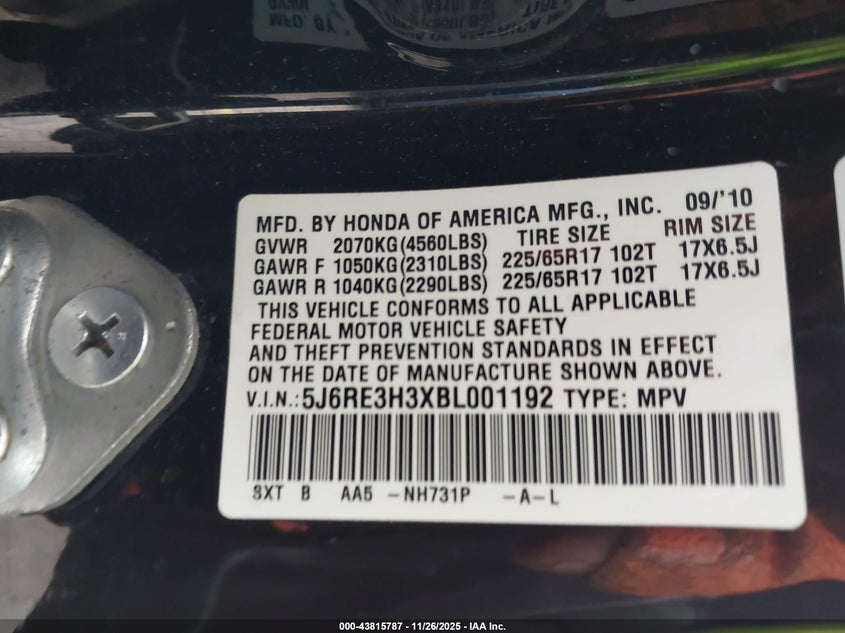 MFD. BY HONDA OF AMERICA MFG., INC. 09/'10
GVWR 2070KG(4560LBS) TIRE SIZE RIM SIZE
GAWR F 1050KG(2310LBS) 225/65R17 102T 17X6.5J
GAWR R 1040KG(2290LBS) 225/65R17 102T 17X6.5J
THIS VEHICLE CONFORMS TO ALL APPLICABLE
FEDERAL MOTOR VEHICLE SAFETY
AND THEFT PREVENTION STANDARDS IN EFFECT
ON THE DATE OF MANUFACTURE SHOWN ABOVE.
V.I.N.: 5J6RE3H3XBL001192 TYPE: MPV
SXT B AA5 -NH731P -A-L
000-43815787 - 11/26/2025 - IAA Inc.